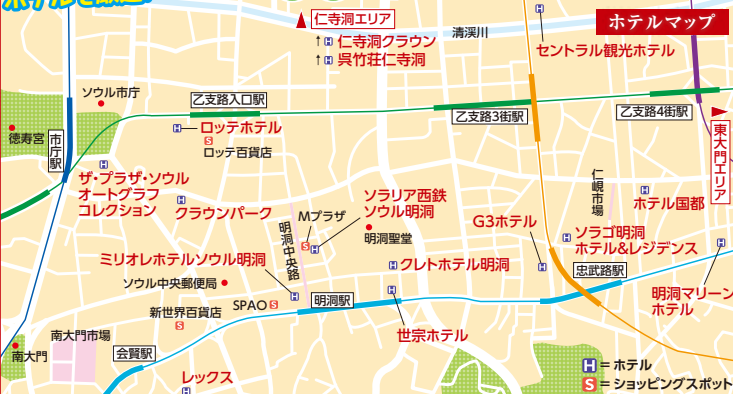 ホテルマップ
仁寺洞エリア
↑H 仁寺洞クラウン
↑H 呉竹荘仁寺洞
清渓川
H
セントラル観光ホテル
ソウル市庁
乙支路入口駅
乙支路3街駅
乙支路4街駅
徳寿宮
市庁駅
H ロッテホテル
S
ロッテ百貨店
東大門エリア
H
ザ・プラザ・ソウル
オートグラフ
コレクション
H
クラウンパーク
仁峴市場
H
ホテル国都
ソラリア西鉄
ソウル明洞
Mプラザ
S H
明洞中央路
明洞聖堂
G3ホテル
H
H ソラゴ明洞
ホテル&レジデンス
ミリオレホテルソウル明洞
H
H クレトホテル明洞
忠武路駅
H
明洞マリーン
ホテル
ソウル中央郵便局
SPAO S
明洞駅
H
世宗ホテル
新世界百貨店
S
南大門市場
南大門
会賢駅
レックス
H
H = ホテル
S = ショッピングスポット